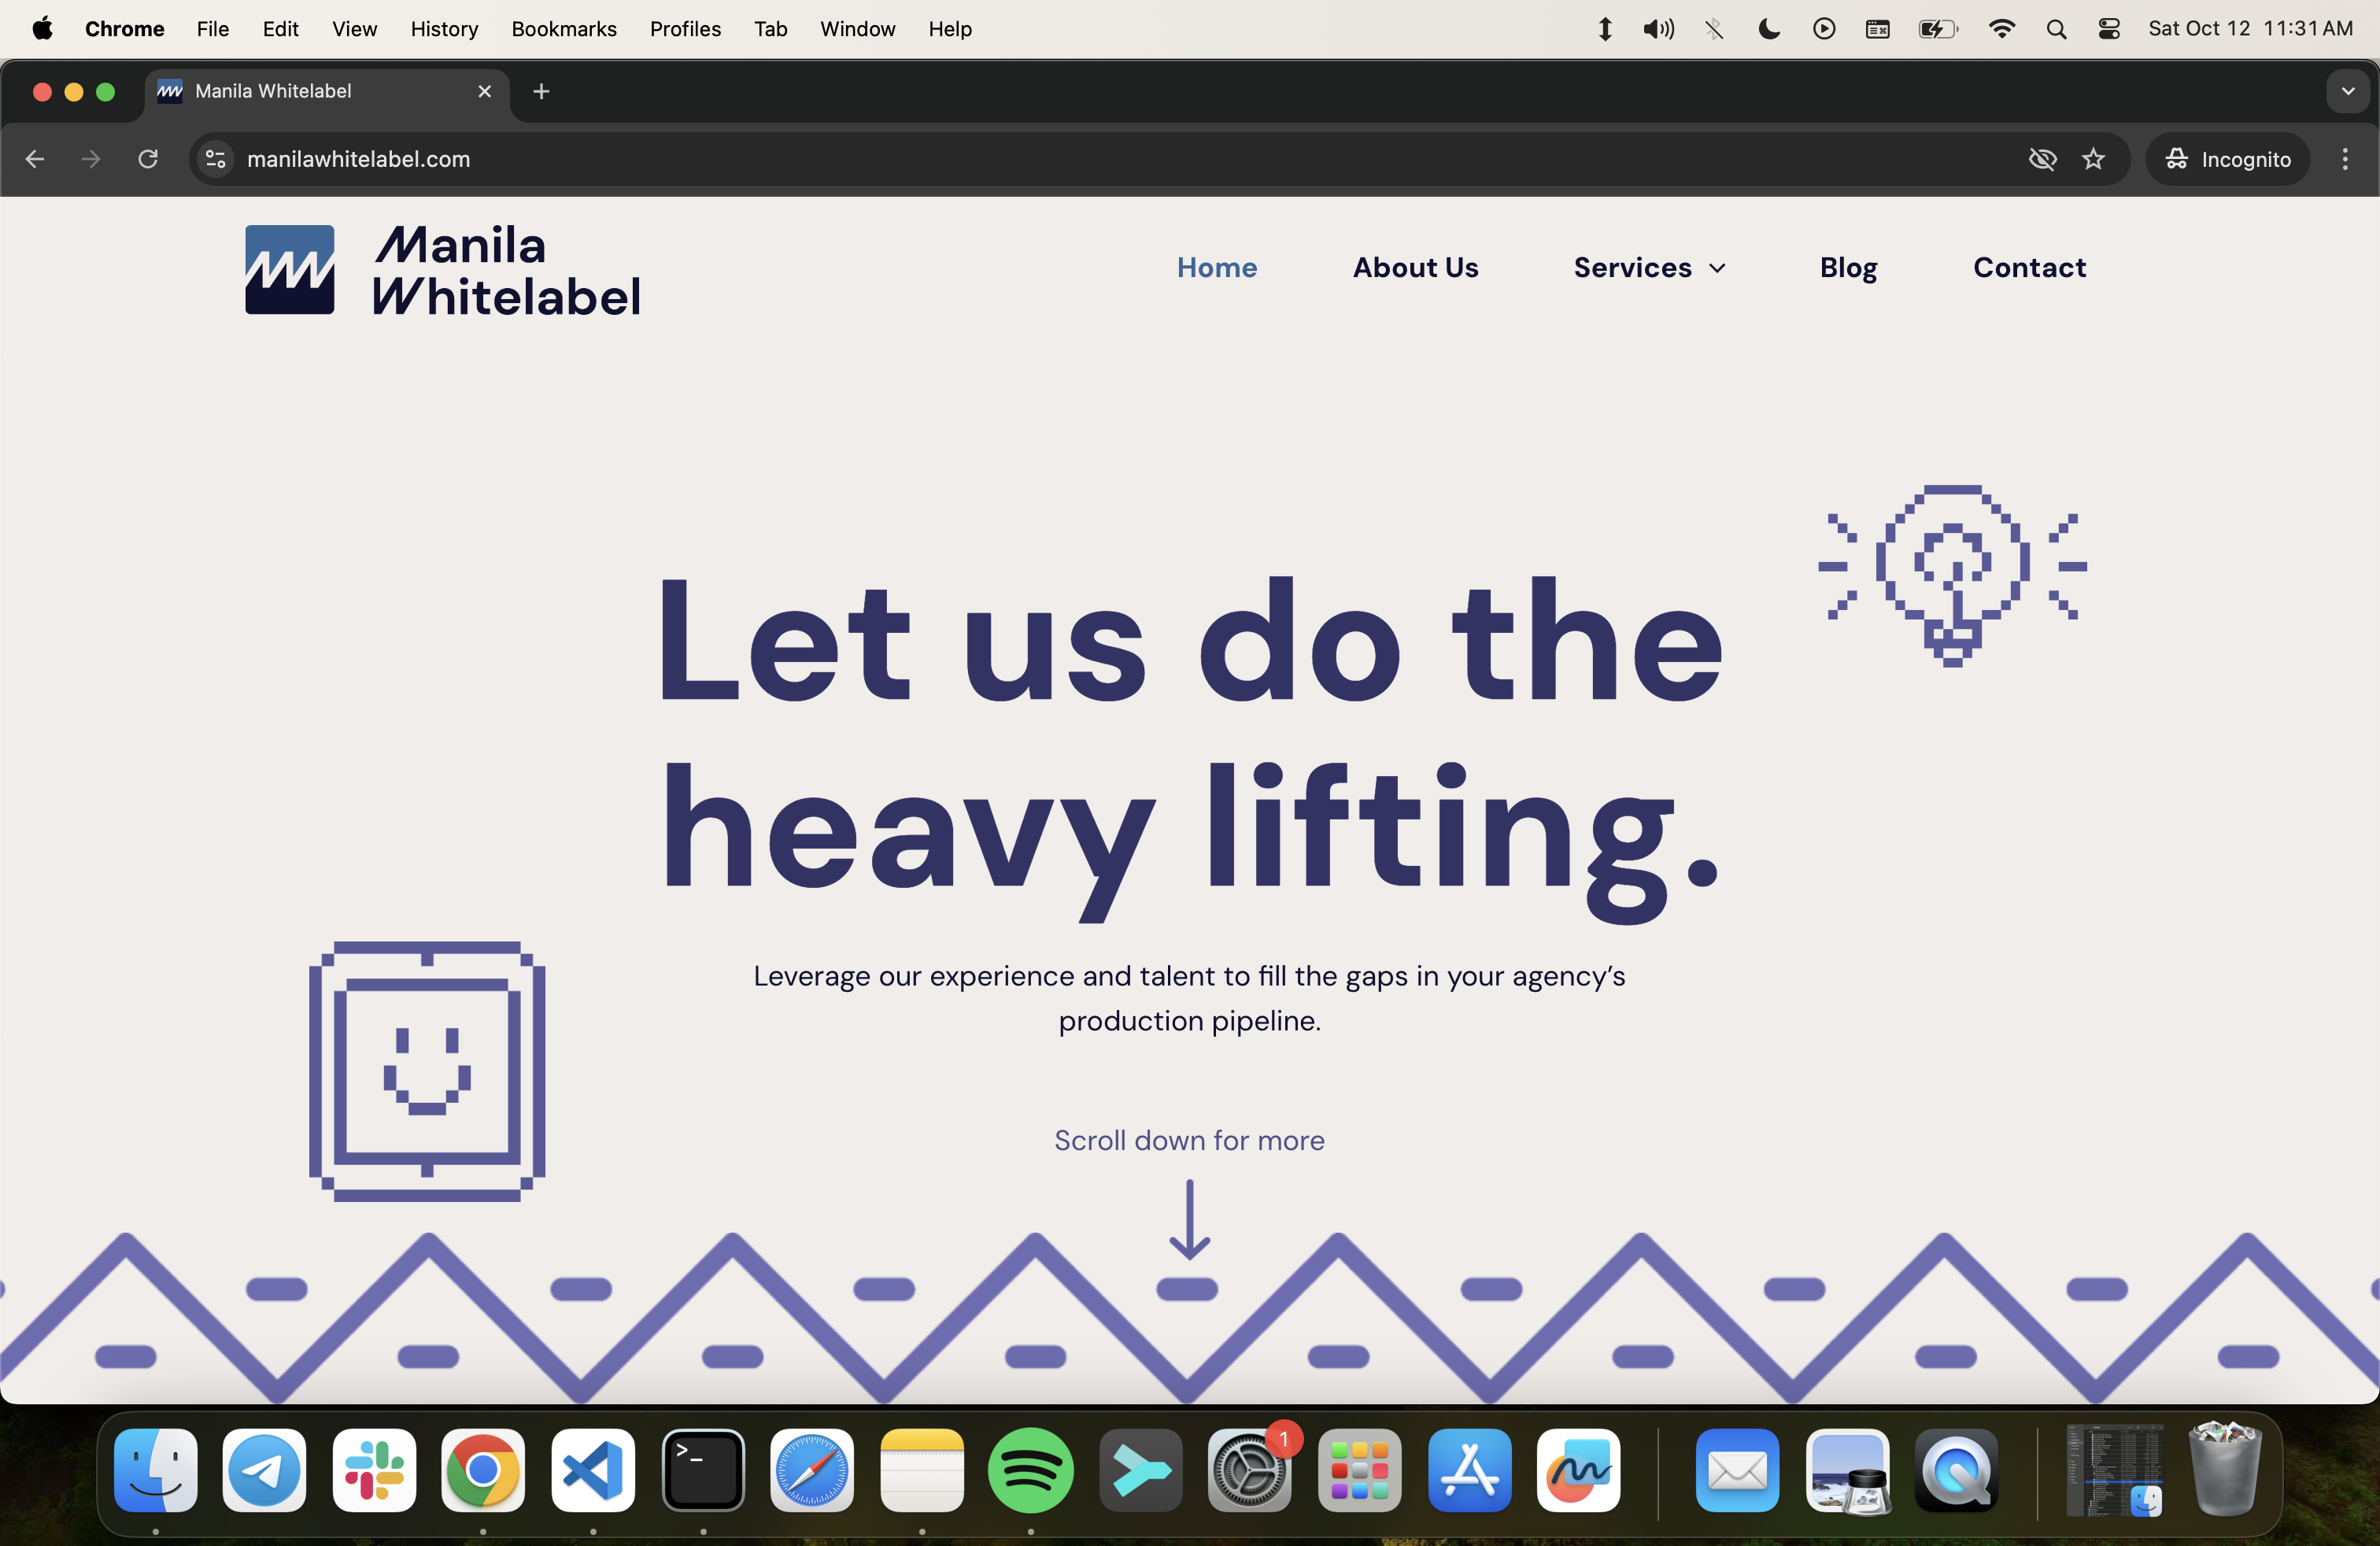 Chrome File Edit View History Bookmarks Profiles Tab Window Help Sat Oct 12 11:31 AM
Manila Whitelabel
manilawhitelabel.com Incognito
Manila
Whitelabel
Home About Us Services Blog Contact
Let us do the
heavy lifting.
Leverage our experience and talent to fill the gaps in your agency’s
production pipeline.
Scroll down for more
1